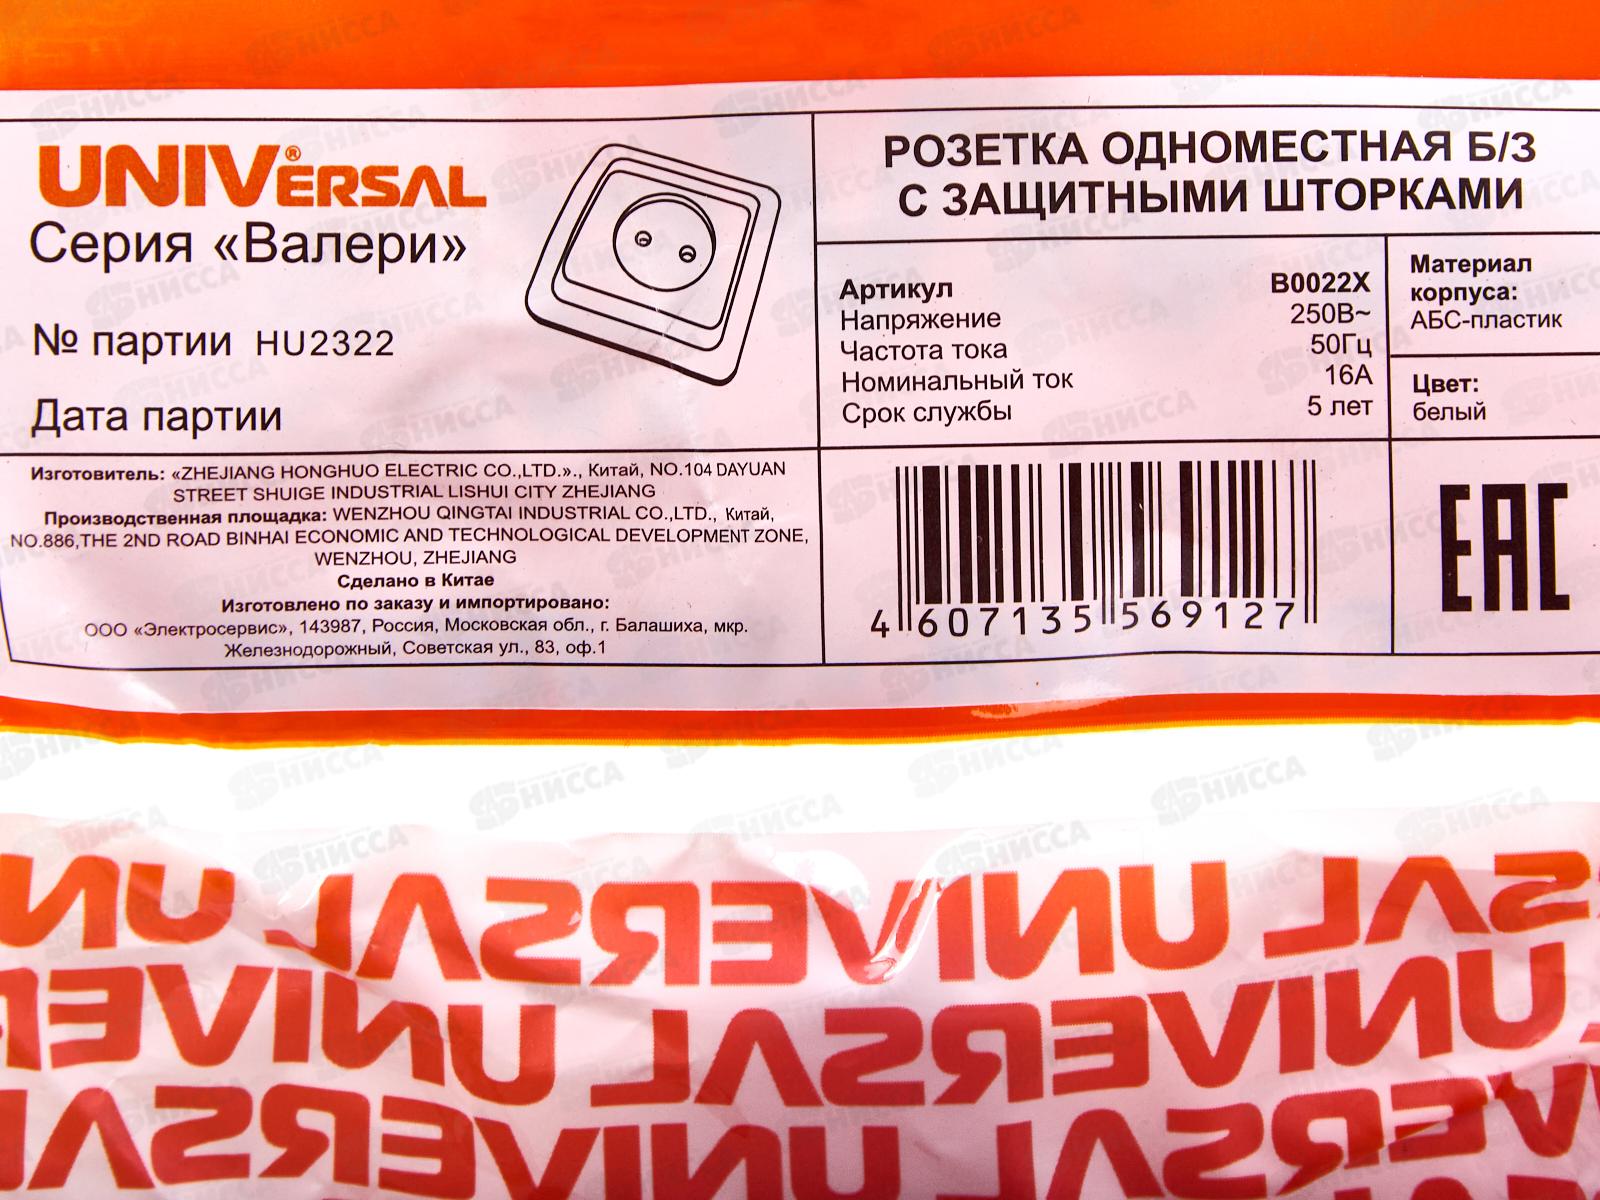 UNIVERSAL®
Серия «Валери»
№ партии HU2322
Дата партии
РОЗЕТКА ОДНОМЕСТНАЯ Б/З
С ЗАЩИТНЫМИ ШТОРКАМИ
Артикул B0022X
Напряжение 250В~
Частота тока 50Гц
Номинальный ток 16А
Срок службы 5 лет
Материал
корпуса:
АБС-пластик
Цвет:
белый
Изготовитель: «ZHEJIANG HONGHUO ELECTRIC CO.,LTD.»., Китай, NO.104 DAYUAN
STREET SHUIGE INDUSTRIAL LISHUI CITY ZHEJIANG
Производственная площадка: WENZHOU QINGTAI INDUSTRIAL CO.,LTD., Китай,
NO.886,THE 2ND ROAD BINHAI ECONOMIC AND TECHNOLOGICAL DEVELOPMENT ZONE,
WENZHOU, ZHEJIANG
Сделано в Китае
Изготовлено по заказу и импортировано:
ООО «Электросервис», 143987, Россия, Московская обл., г. Балашиха, мкр.
Железнодорожный, Советская ул., 83, оф.1
4 607135 569127
EAC
UN UNIVERSAL SAL
UNIVER UNIVERSAL UNIVERSAL
ERSAL UNIVERSAL UNIVERSAL
НИССА